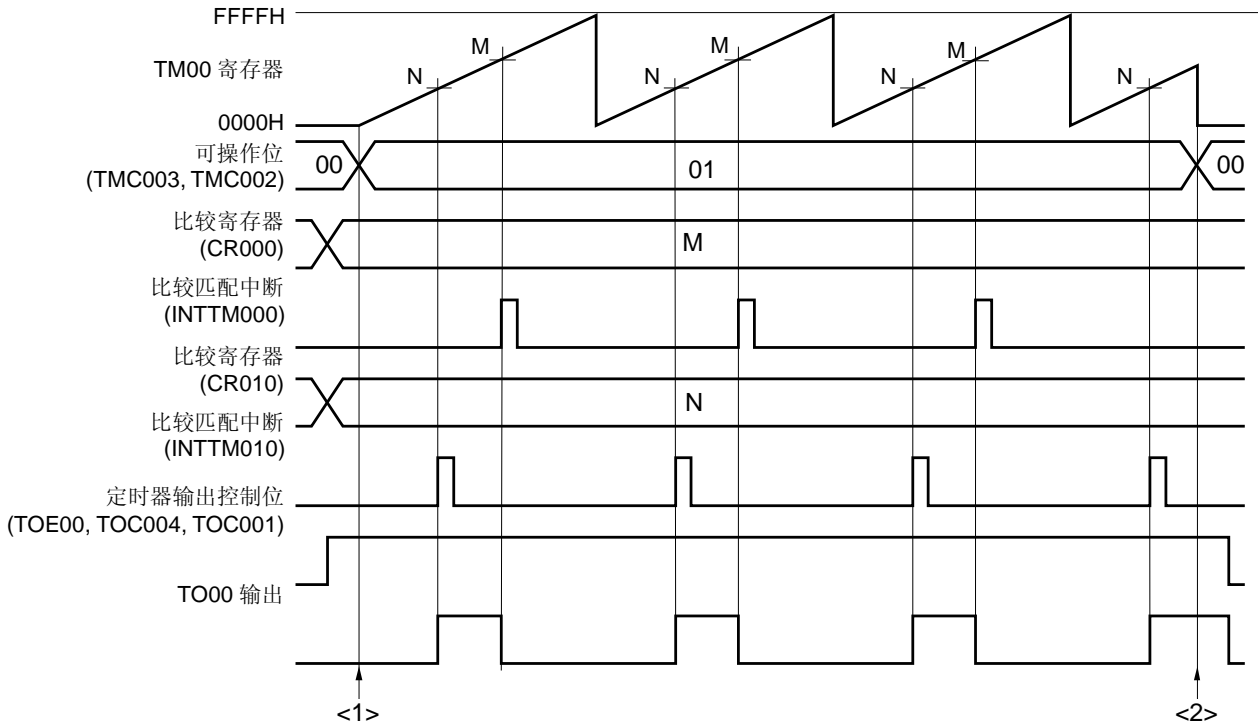 FFFFH
M
M
M
TM00 寄存器
N
N
N
N
0000H
可操作位
(TMC003, TMC002)
00
01
00
比较寄存器
(CR000)
M
比较匹配中断
(INTTM000)
比较寄存器
(CR010)
N
比较匹配中断
(INTTM010)
定时器输出控制位
(TOE00, TOC004, TOC001)
TO00 输出
<1>
<2>